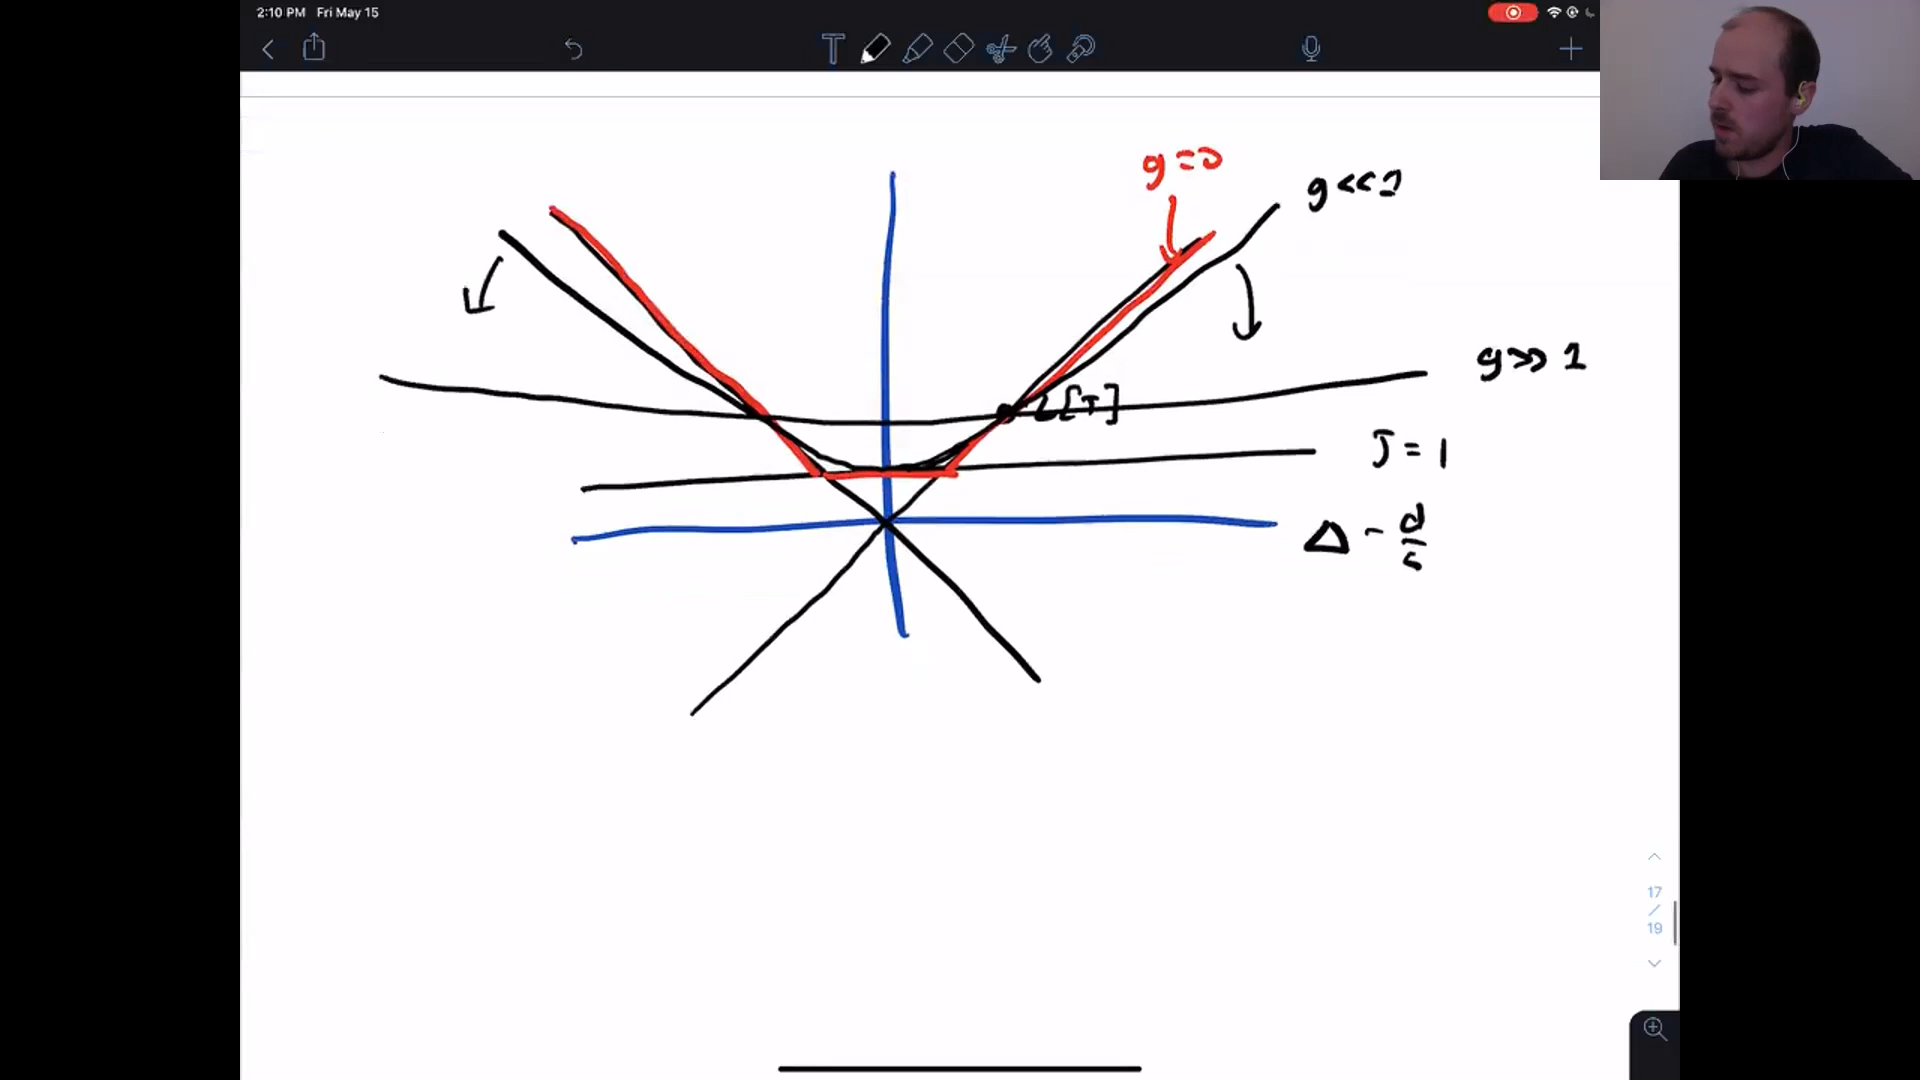 2:10 PM Fri May 15
g = 0
g << 1
g >> 1
L[T]
J = 1
Δ - d/2
17
/
19